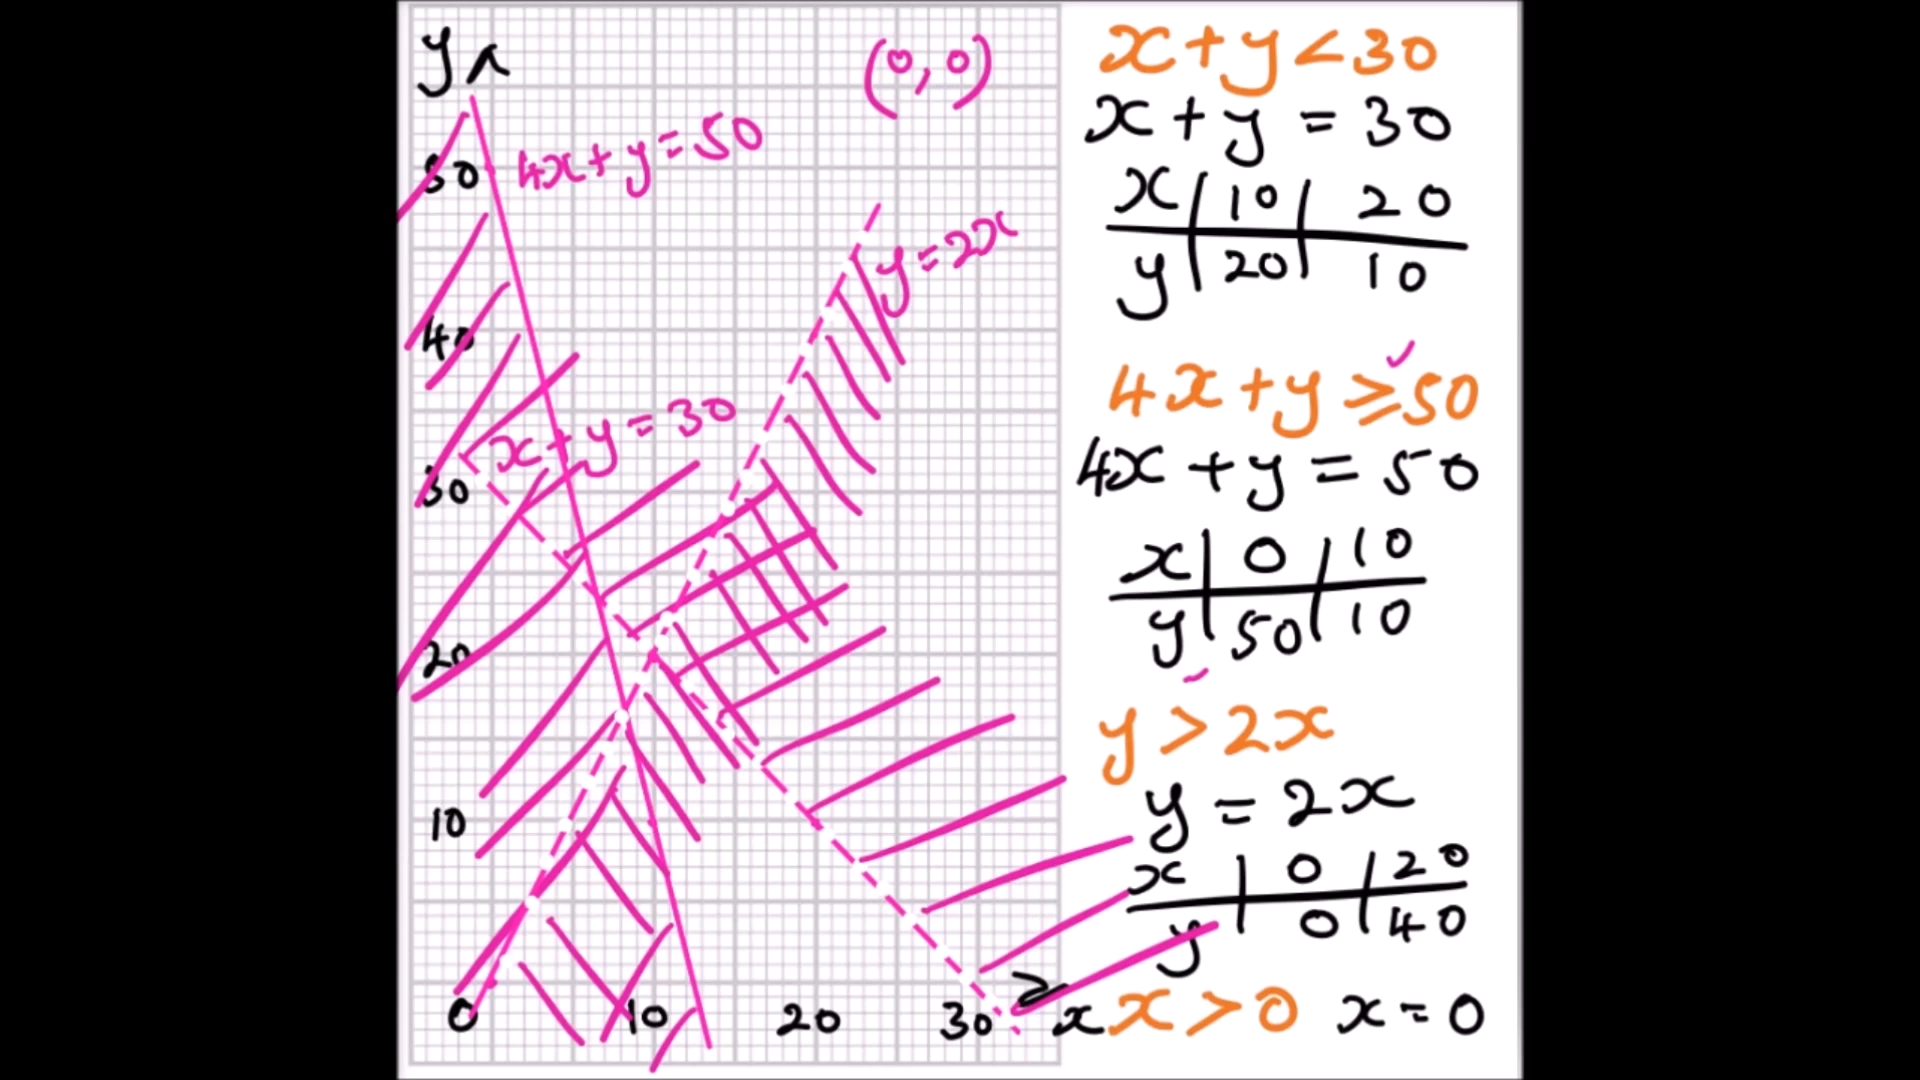 y
(0, 0)
4x+y=50
50
y=2x
40
x+y=30
30
20
10
0 10 20 30 x
x+y<30
x+y=30
x | 10 | 20
y | 20 | 10
4x+y⩾50
4x+y=50
x | 0 | 10
y | 50 | 10
y>2x
y=2x
x | 0 | 20
y | 0 | 40
x>0 x=0